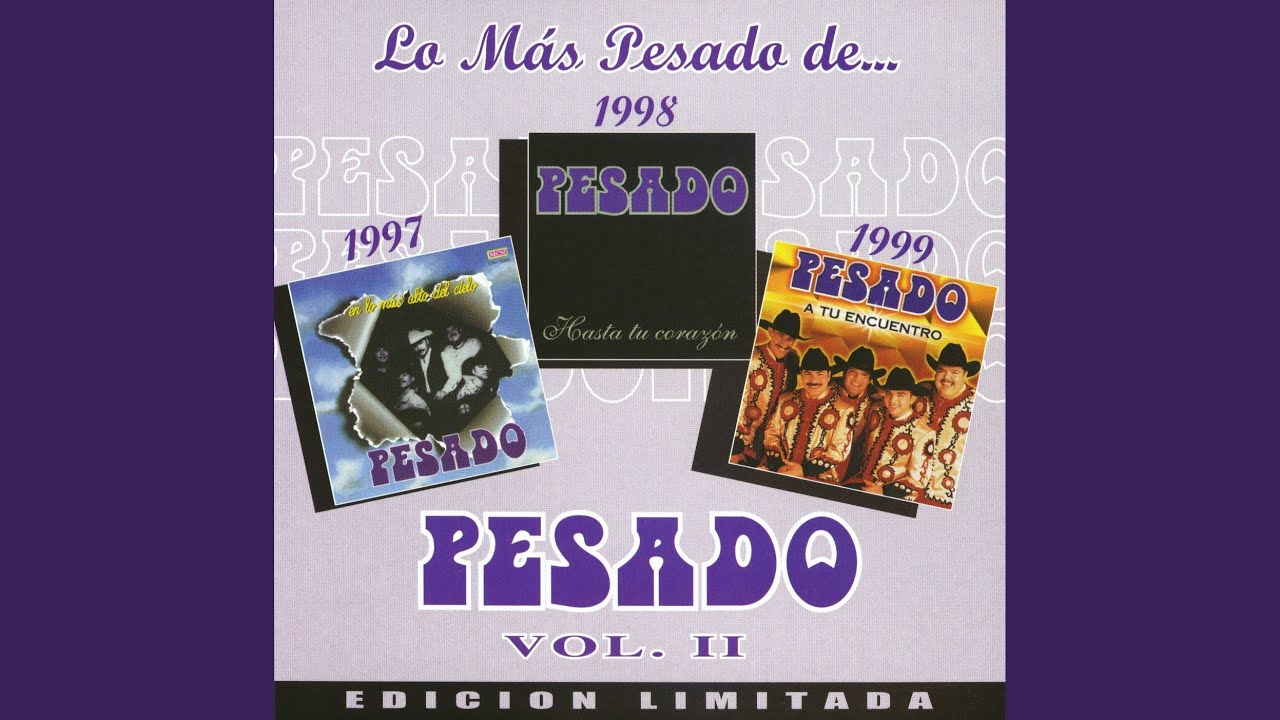 Lo Más Pesado de...
1998
PESADO
Hasta tu corazón
1997
MCM
en lo más alto del cielo
PESADO
1999
PESADO
A TU ENCUENTRO
PESADO
VOL. II
EDICION LIMITADA